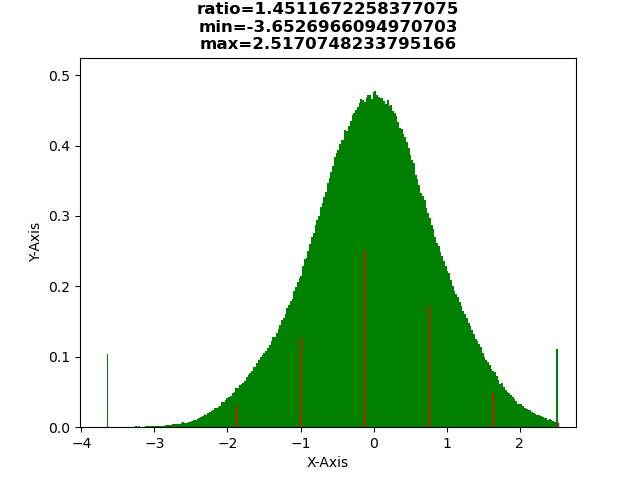 ratio=1.4511672258377075
min=-3.6526966094970703
max=2.5170748233795166
0.5
0.4
0.3
0.2
0.1
0.0
Y-Axis
−4 −3 −2 −1 0 1 2
X-Axis